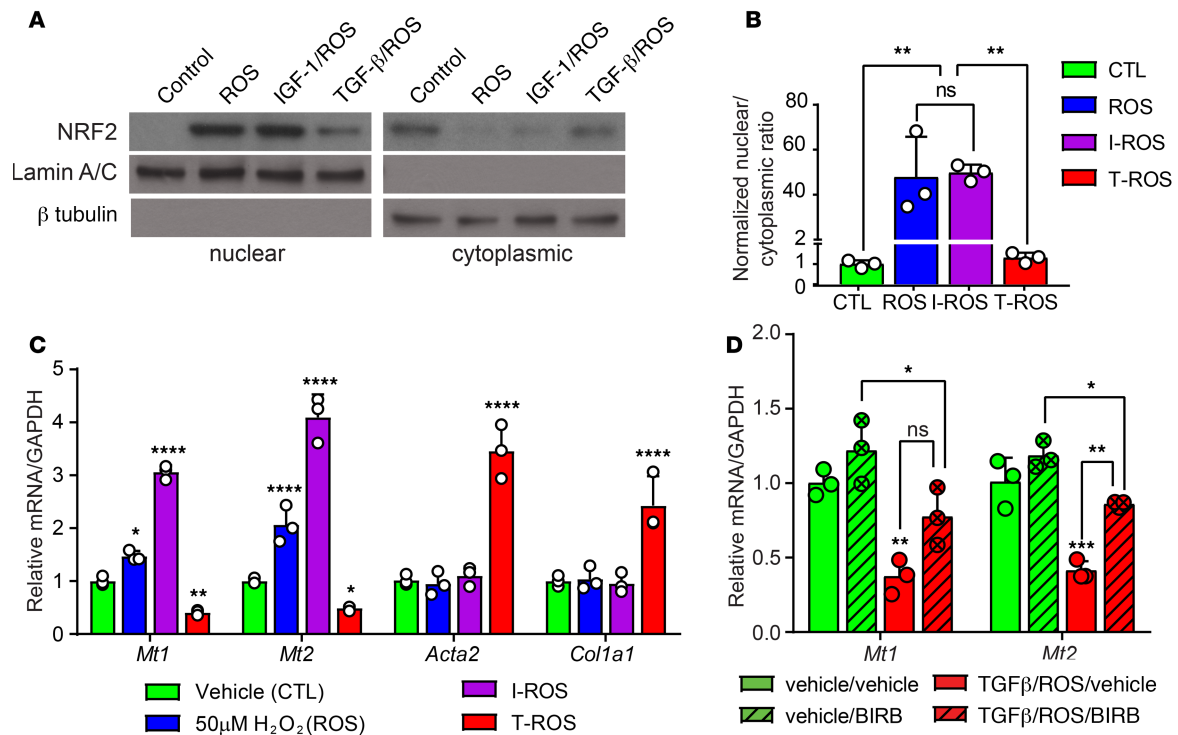 A
Control
ROS
IGF-1/ROS
TGF-β/ROS
Control
ROS
IGF-1/ROS
TGF-β/ROS
NRF2
Lamin A/C
β tubulin
nuclear
cytoplasmic
B
**
**
ns
Normalized nuclear/
cytoplasmic ratio
80
60
40
2
1
0
CTL ROS I-ROS T-ROS
CTL
ROS
I-ROS
T-ROS
C
Relative mRNA/GAPDH
5
4
3
2
1
0
*
****
**
****
****
*
****
****
Mt1
Mt2
Acta2
Col1a1
Vehicle (CTL)
50μM H₂O₂(ROS)
I-ROS
T-ROS
D
Relative mRNA/GAPDH
2.0
1.5
1.0
0.5
0.0
*
ns
**
*
**
***
Mt1
Mt2
vehicle/vehicle
vehicle/BIRB
TGFβ/ROS/vehicle
TGFβ/ROS/BIRB